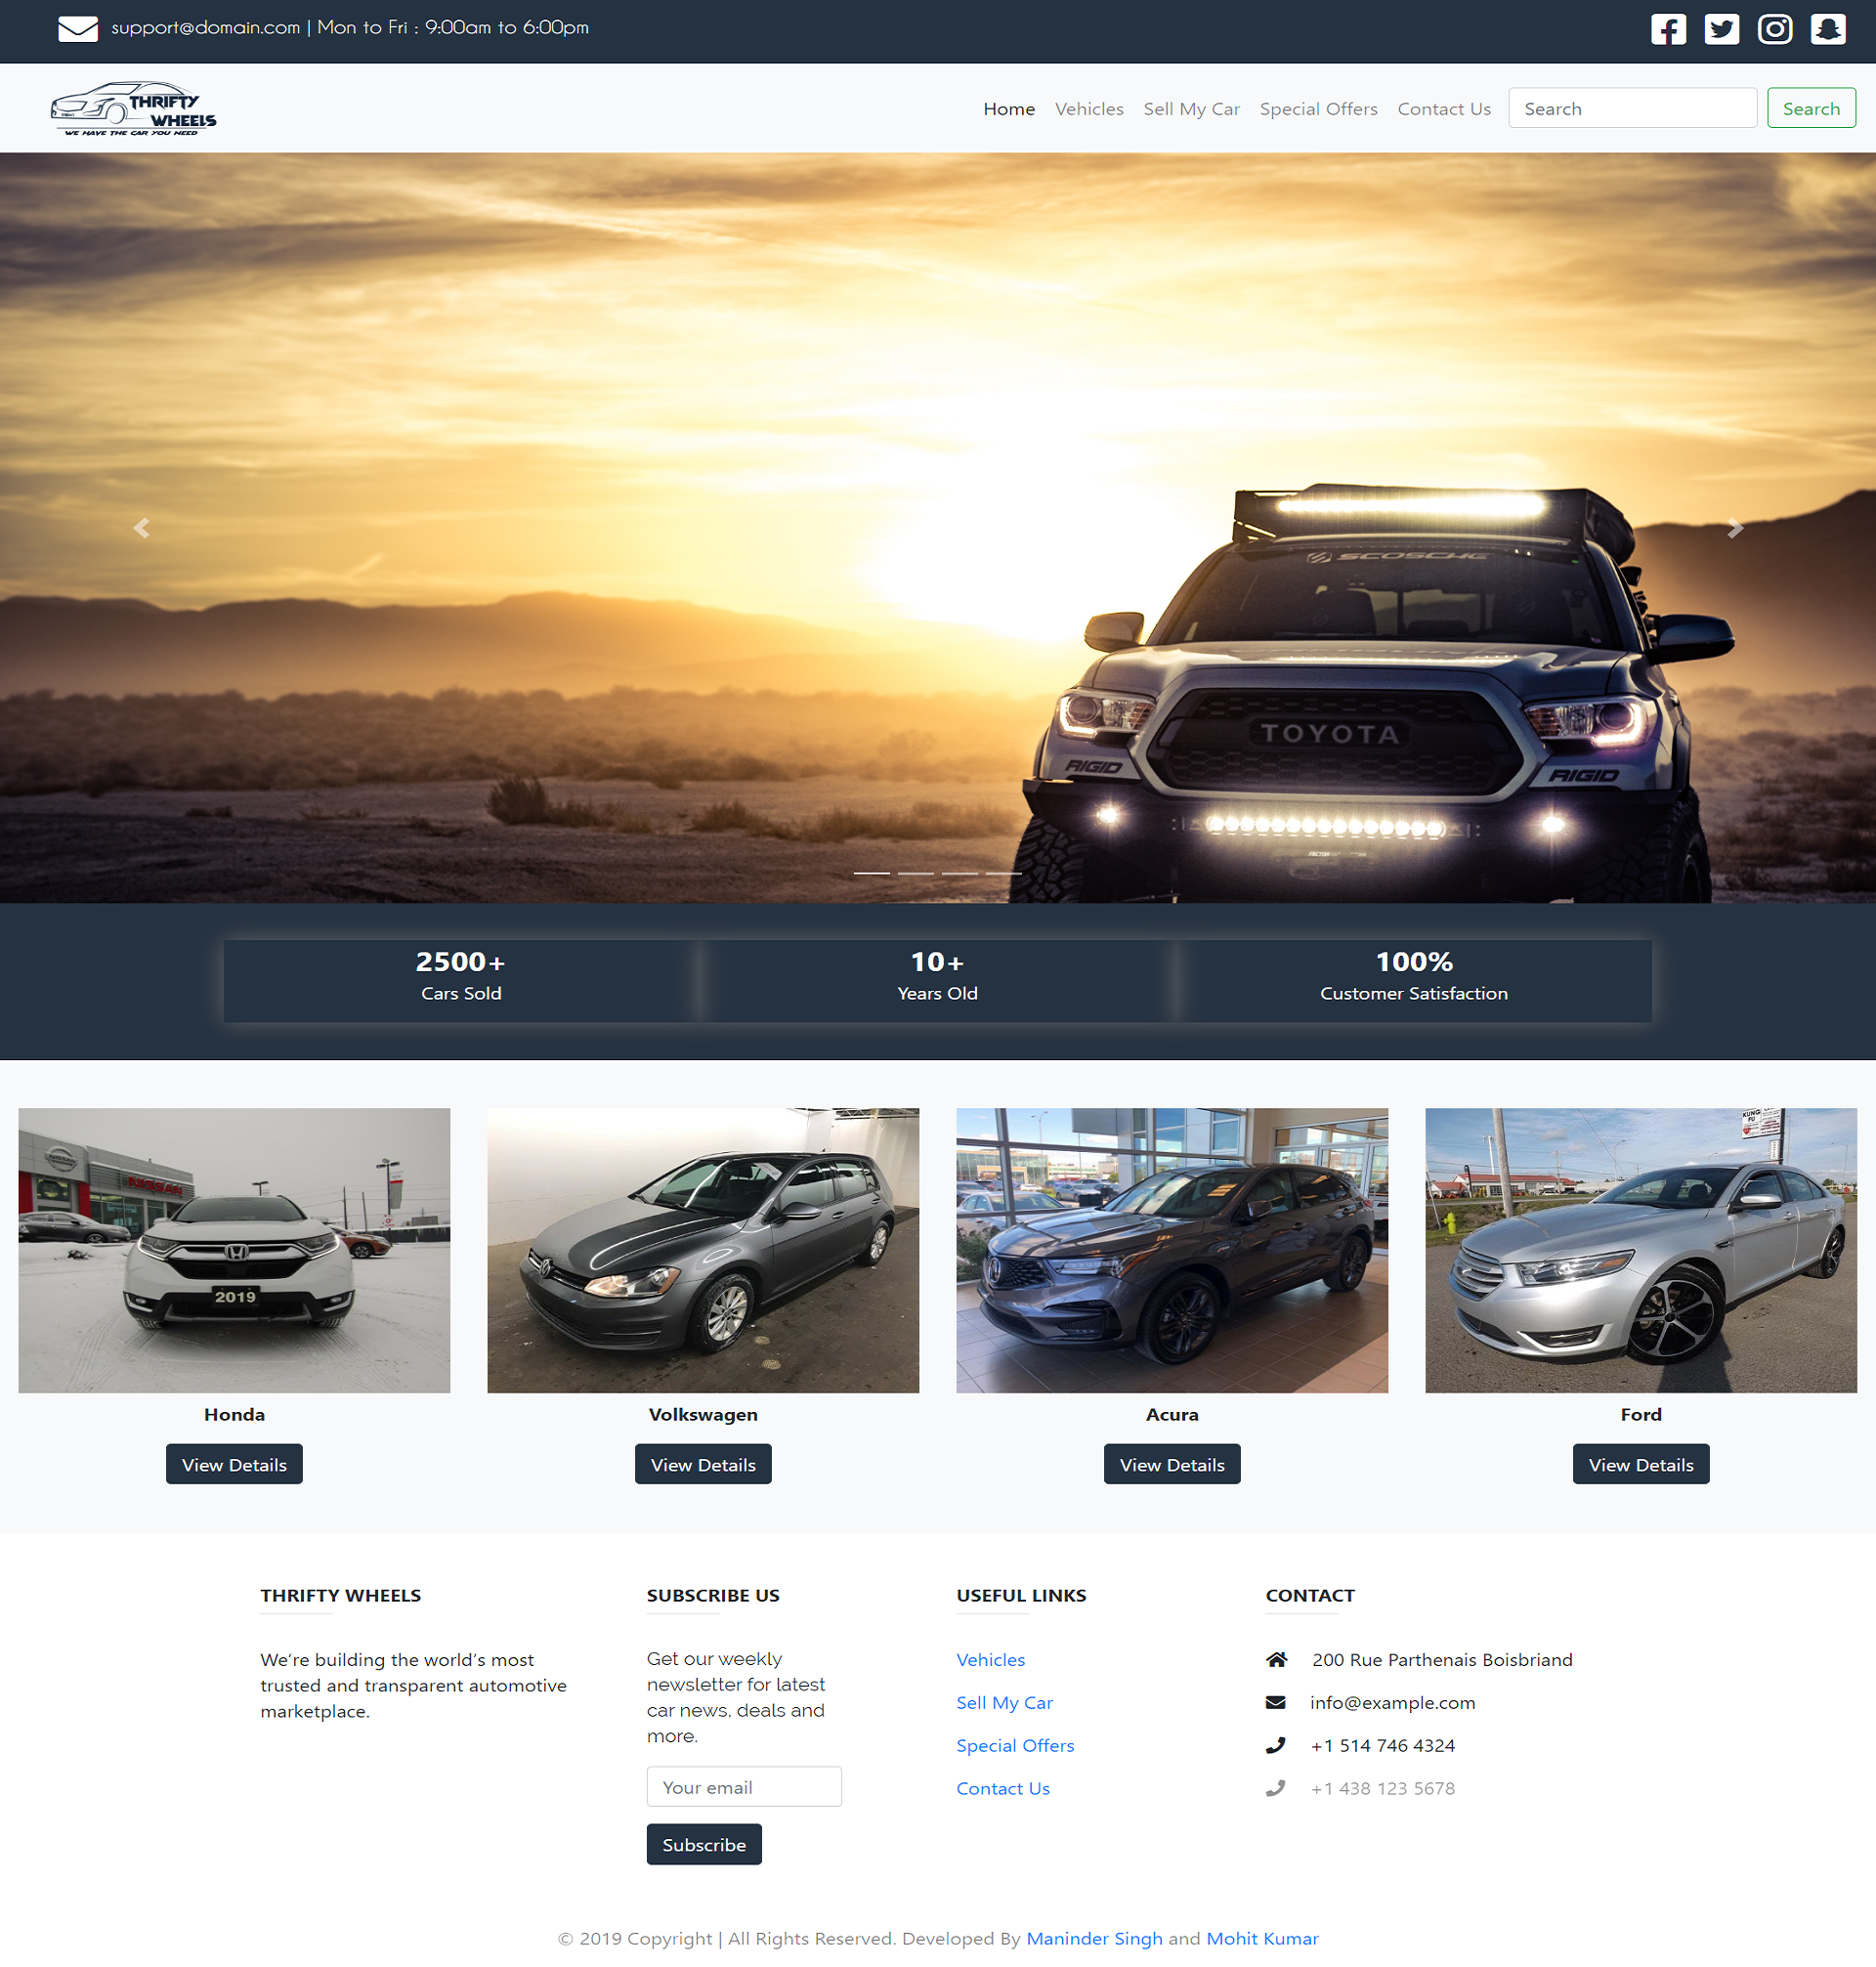 support@domain.com | Mon to Fri : 9:00am to 6:00pm
THRIFTY
WHEELS
WE HAVE THE CAR YOU NEED
Home Vehicles Sell My Car Special Offers Contact Us Search Search
SCOSCHE
TOYOTA
RIGID RIGID
2500+ 10+ 100%
Cars Sold Years Old Customer Satisfaction
KUNG
FU
NISSAN
NISSAN
2019
Honda Volkswagen Acura Ford
View Details View Details View Details View Details
THRIFTY WHEELS SUBSCRIBE US USEFUL LINKS CONTACT
We're building the world's most
trusted and transparent automotive
marketplace.
Get our weekly
newsletter for latest
car news, deals and
more.
Your email
Subscribe
Vehicles
Sell My Car
Special Offers
Contact Us
200 Rue Parthenais Boisbriand
info@example.com
+1 514 746 4324
+1 438 123 5678
© 2019 Copyright | All Rights Reserved. Developed By Maninder Singh and Mohit Kumar